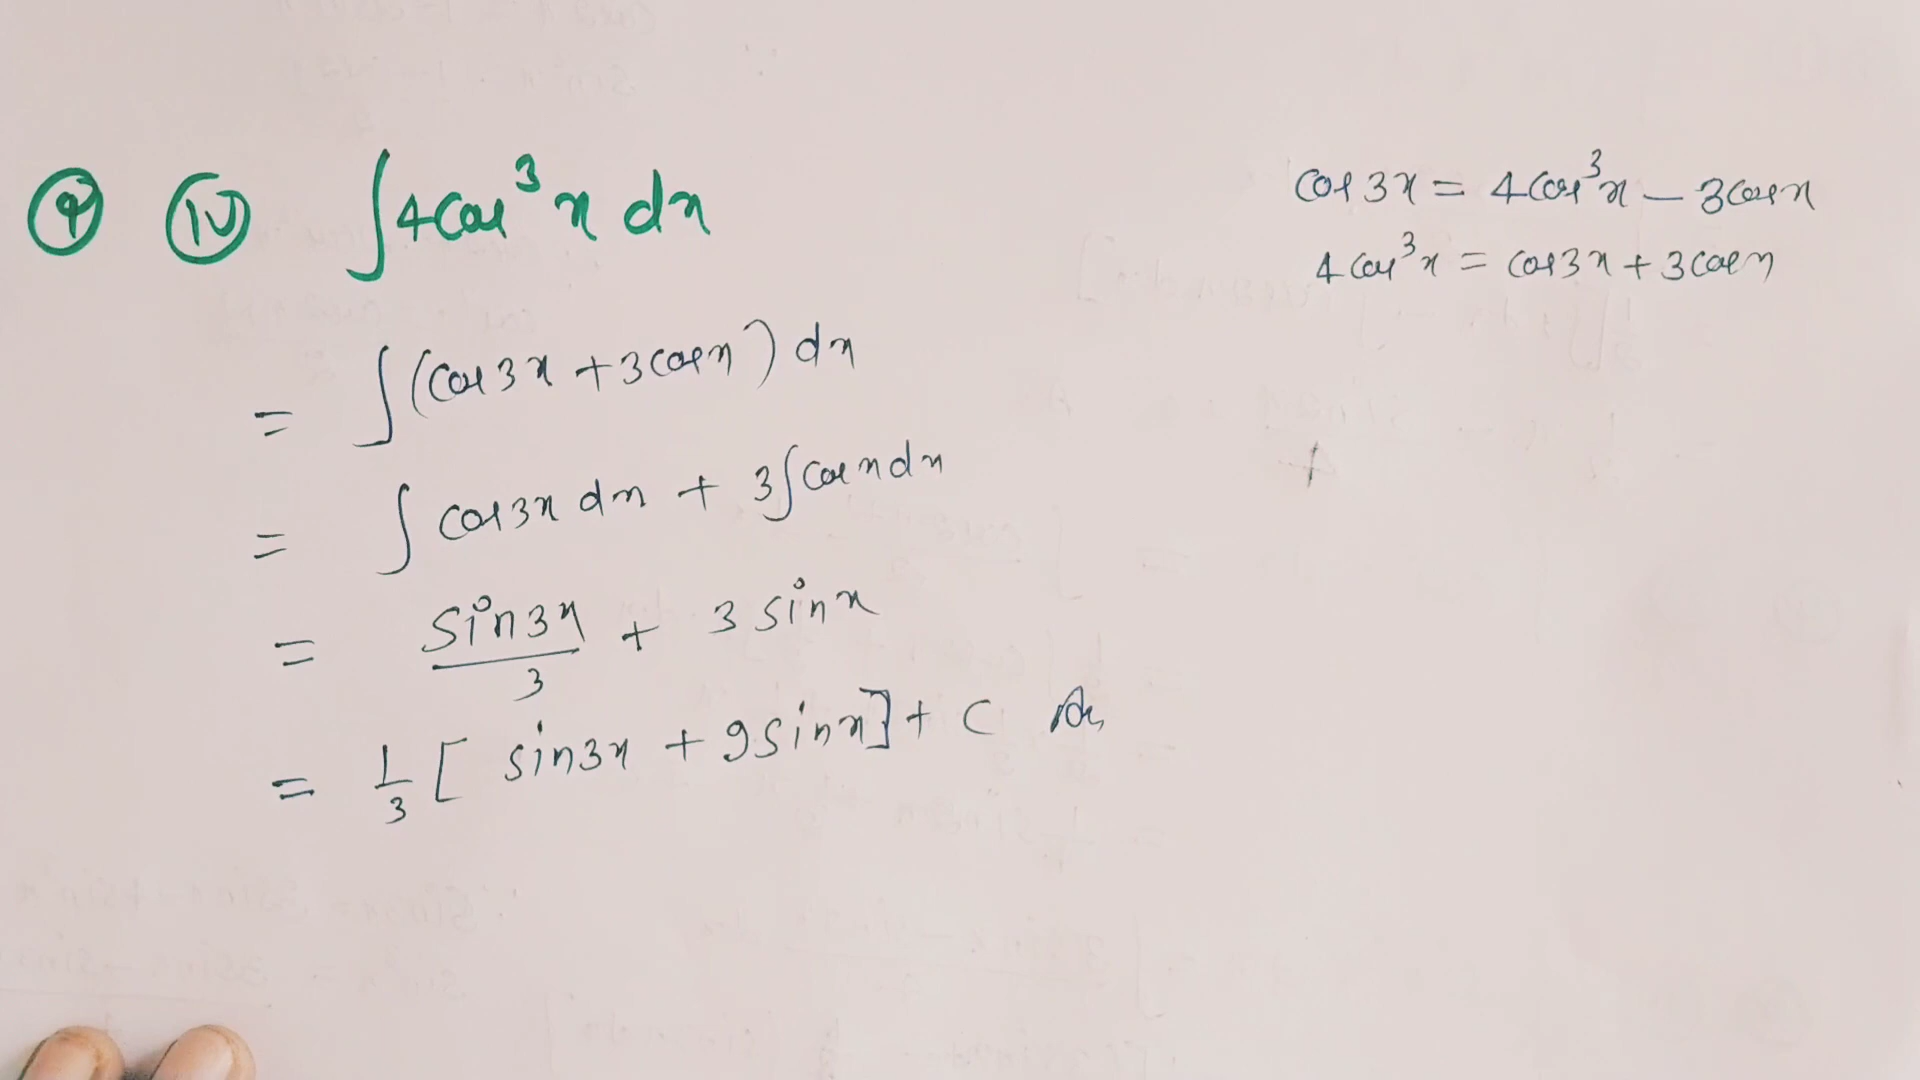 9 (iv) ∫4cos³x dx
cos3x = 4cos³x − 3cosx
4cos³x = cos3x + 3cosx
= ∫(cos3x + 3cosx) dx
= ∫ cos3x dx + 3∫cosx dx
= sin3x/3 + 3 sinx
= 1/3 [ sin3x + 9sinx] + C